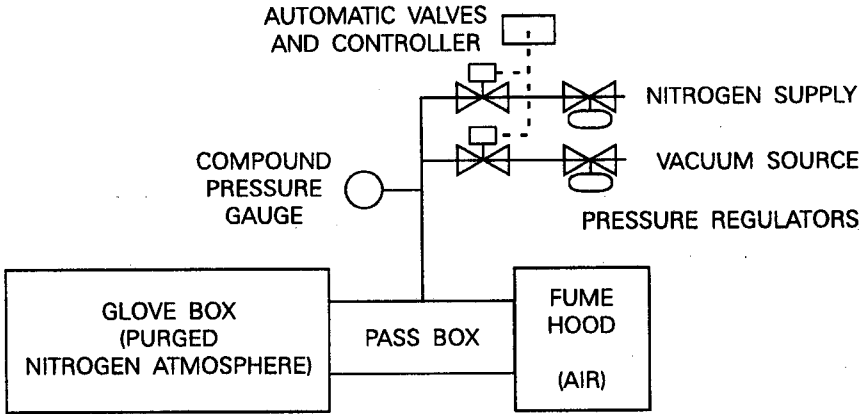 AUTOMATIC VALVES
AND CONTROLLER
NITROGEN SUPPLY
COMPOUND
PRESSURE
GAUGE
VACUUM SOURCE
PRESSURE REGULATORS
GLOVE BOX
(PURGED
NITROGEN ATMOSPHERE)
PASS BOX
FUME
HOOD
(AIR)